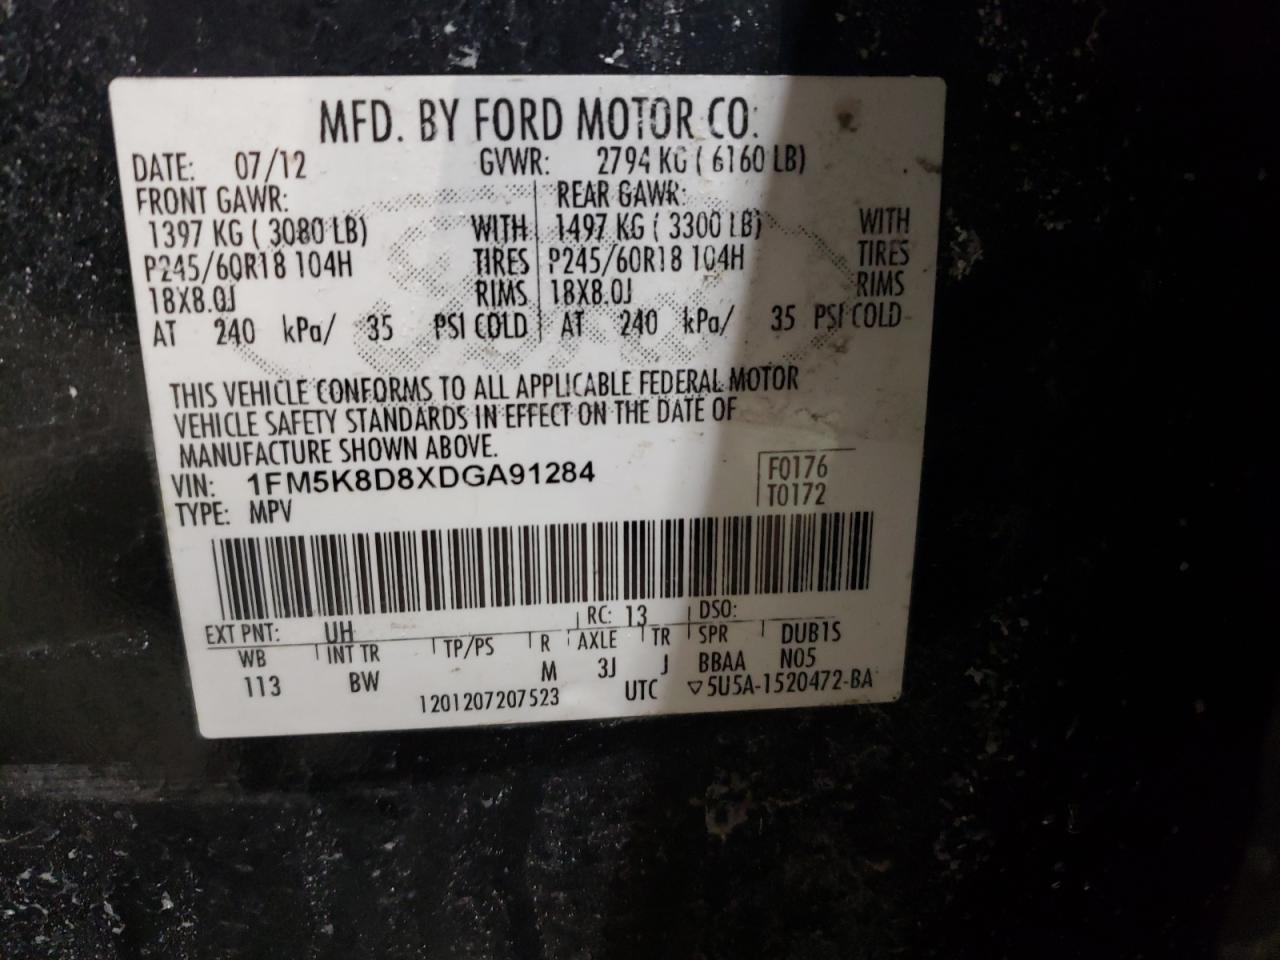 MFD. BY FORD MOTOR CO.
DATE: 07/12 GVWR: 2794 KG ( 6160 LB)
FRONT GAWR: REAR GAWR:
1397 KG ( 3080 LB) WITH 1497 KG ( 3300 LB) WITH
P245/60R18 104H TIRES P245/60R18 104H TIRES
18X8.0J RIMS 18X8.0J RIMS
AT 240 kPa/ 35 PSI COLD AT 240 kPa/ 35 PSI COLD
THIS VEHICLE CONFORMS TO ALL APPLICABLE FEDERAL MOTOR
VEHICLE SAFETY STANDARDS IN EFFECT ON THE DATE OF
MANUFACTURE SHOWN ABOVE.
VIN: 1FM5K8D8XDGA91284 F0176
TYPE: MPV T0172
EXT PNT: UH RC: 13 DSO:
WB INT TR TP/PS R AXLE TR SPR DUB1S
113 BW M 3J J BBAA N05
1201207207523 UTC ▽5U5A-1520472-BA